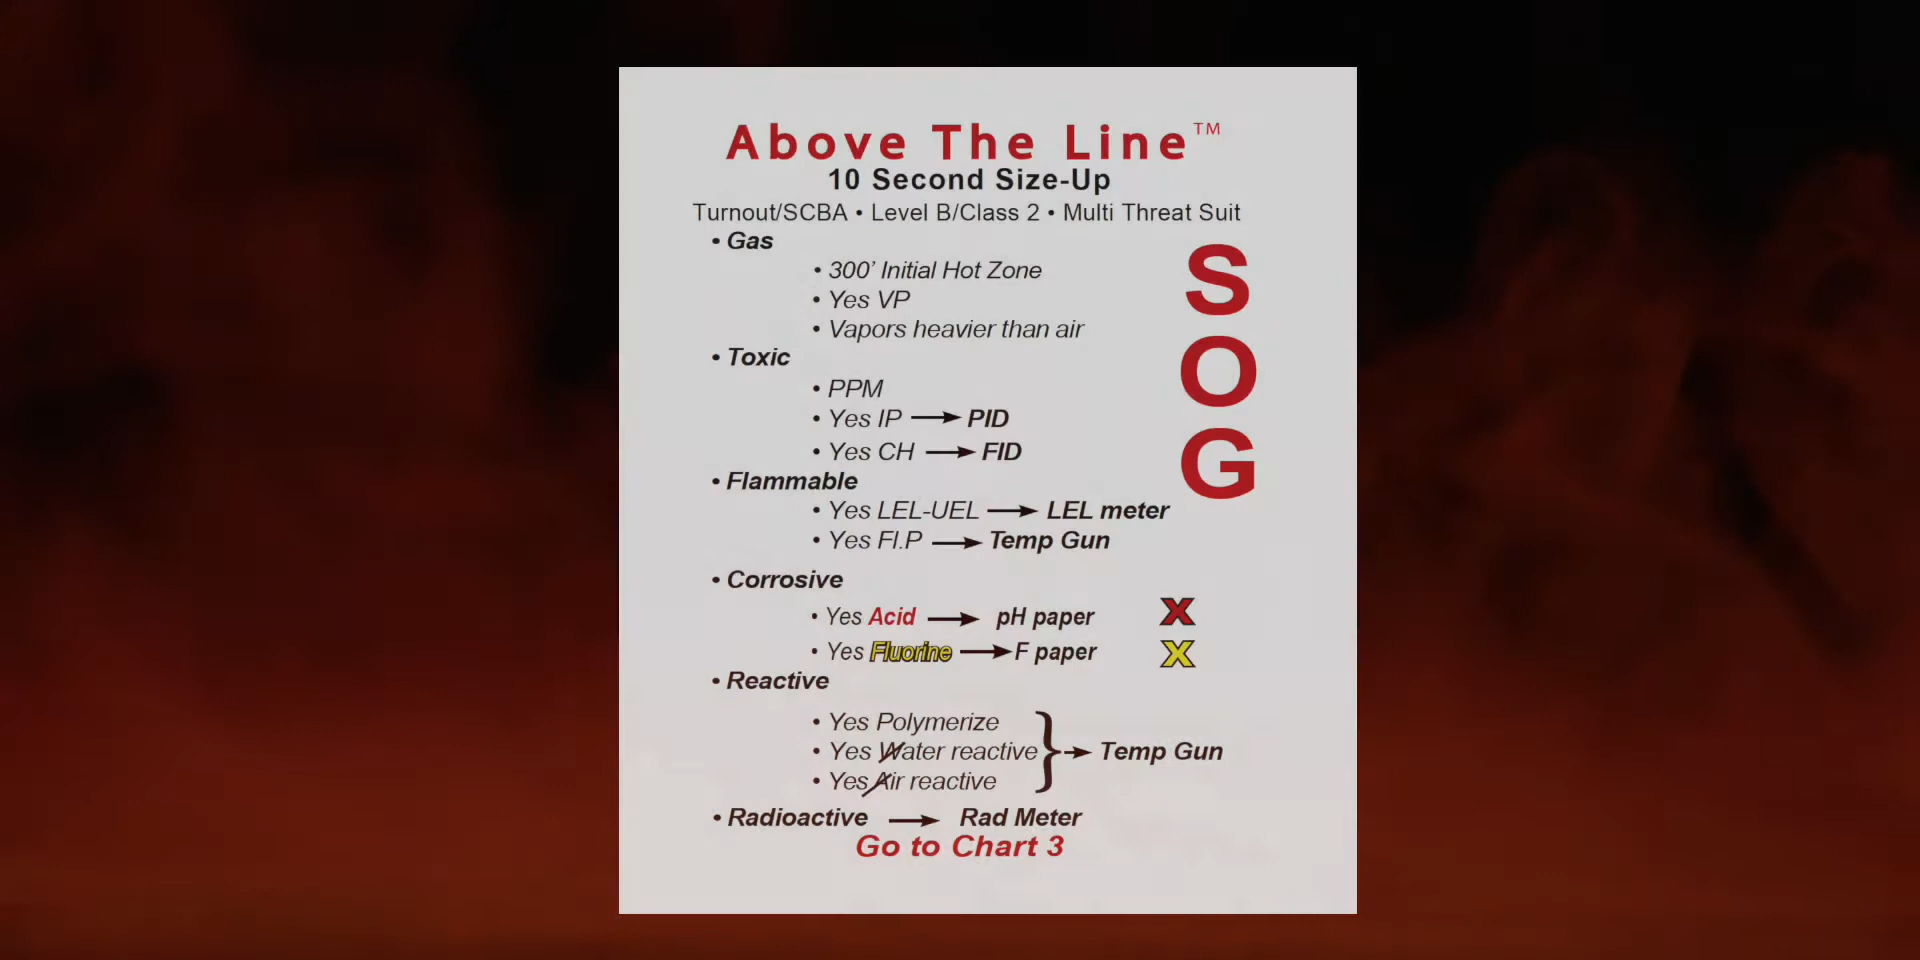 Above The Line™
10 Second Size-Up
Turnout/SCBA • Level B/Class 2 • Multi Threat Suit
• Gas
• 300’ Initial Hot Zone
• Yes VP
• Vapors heavier than air
• Toxic
• PPM
• Yes IP → PID
• Yes CH → FID
• Flammable
• Yes LEL-UEL → LEL meter
• Yes Fl.P → Temp Gun
• Corrosive
• Yes Acid → pH paper X
• Yes Fluorine → F paper X
• Reactive
• Yes Polymerize
• Yes Water reactive } → Temp Gun
• Yes Air reactive
• Radioactive → Rad Meter
Go to Chart 3
S
O
G